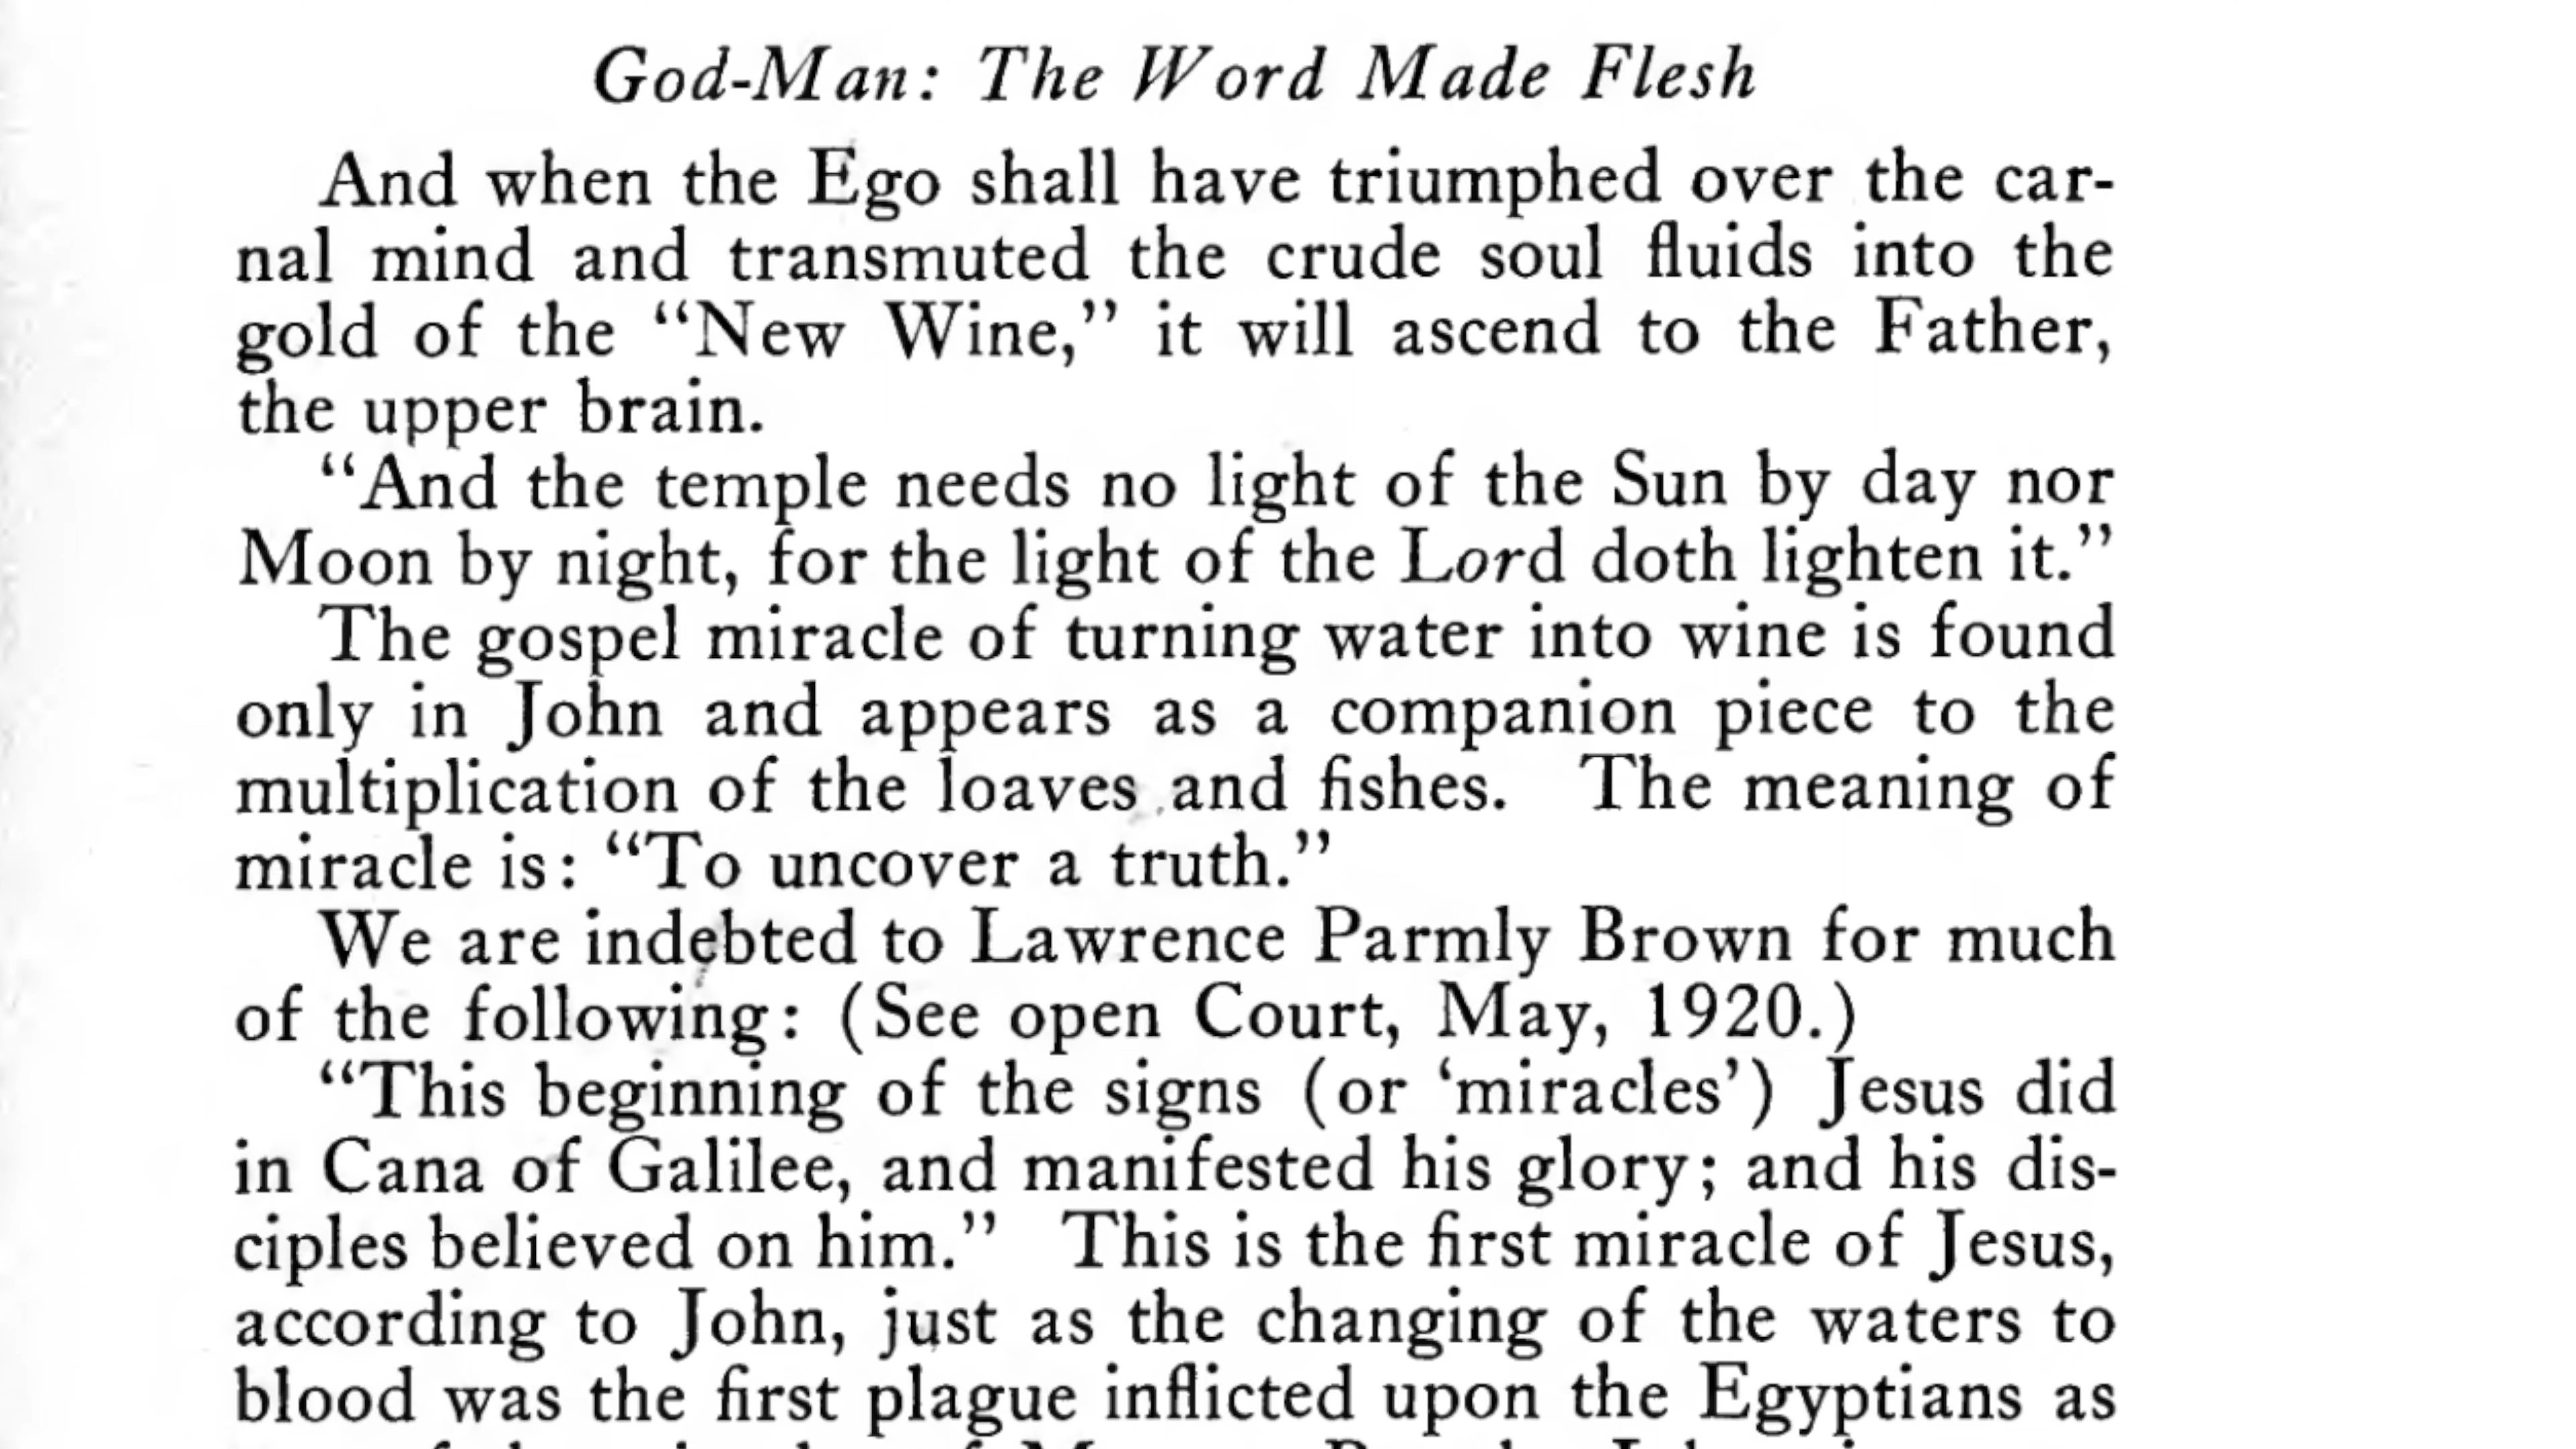 God-Man: The Word Made Flesh
And when the Ego shall have triumphed over the car-
nal mind and transmuted the crude soul fluids into the
gold of the “New Wine,” it will ascend to the Father,
the upper brain.
“And the temple needs no light of the Sun by day nor
Moon by night, for the light of the Lord doth lighten it.”
The gospel miracle of turning water into wine is found
only in John and appears as a companion piece to the
multiplication of the loaves and fishes. The meaning of
miracle is: “To uncover a truth.”
We are indebted to Lawrence Parmly Brown for much
of the following: (See open Court, May, 1920.)
“This beginning of the signs (or ‘miracles’) Jesus did
in Cana of Galilee, and manifested his glory; and his dis-
ciples believed on him.” This is the first miracle of Jesus,
according to John, just as the changing of the waters to
blood was the first plague inflicted upon the Egyptians as